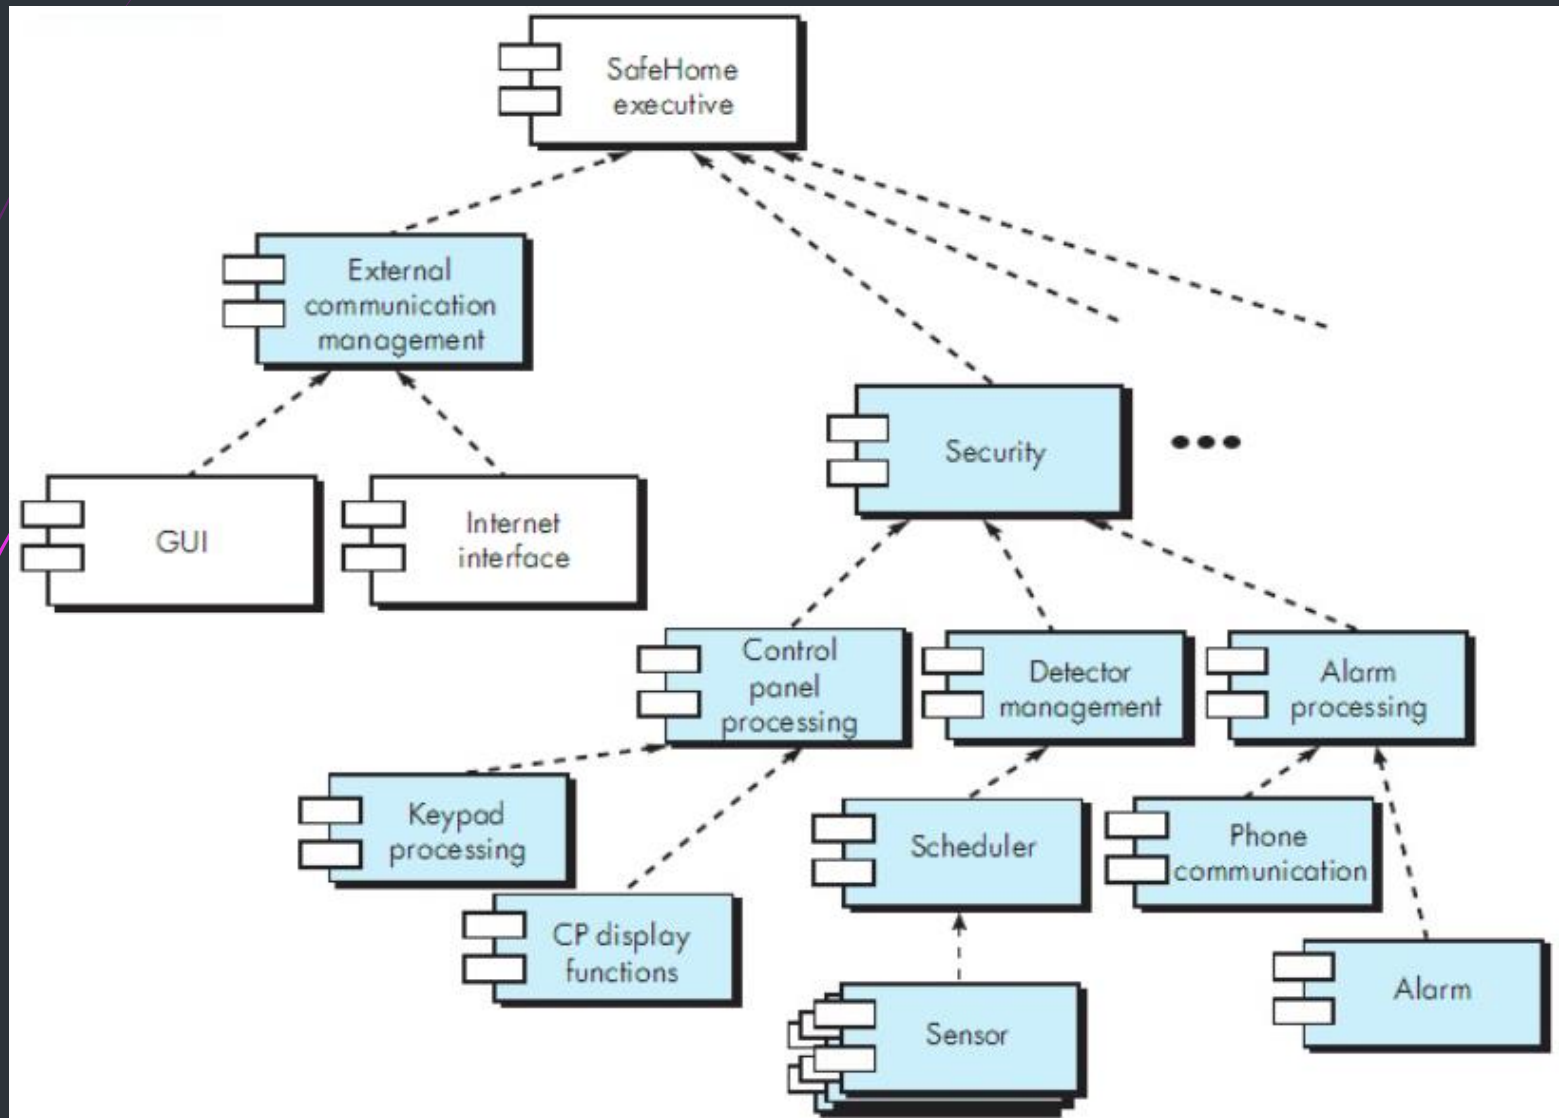 SafeHome
executive
External
communication
management
Security
GUI
Internet
interface
Control
panel
processing
Detector
management
Alarm
processing
Keypad
processing
Scheduler
Phone
communication
CP display
functions
Sensor
Alarm